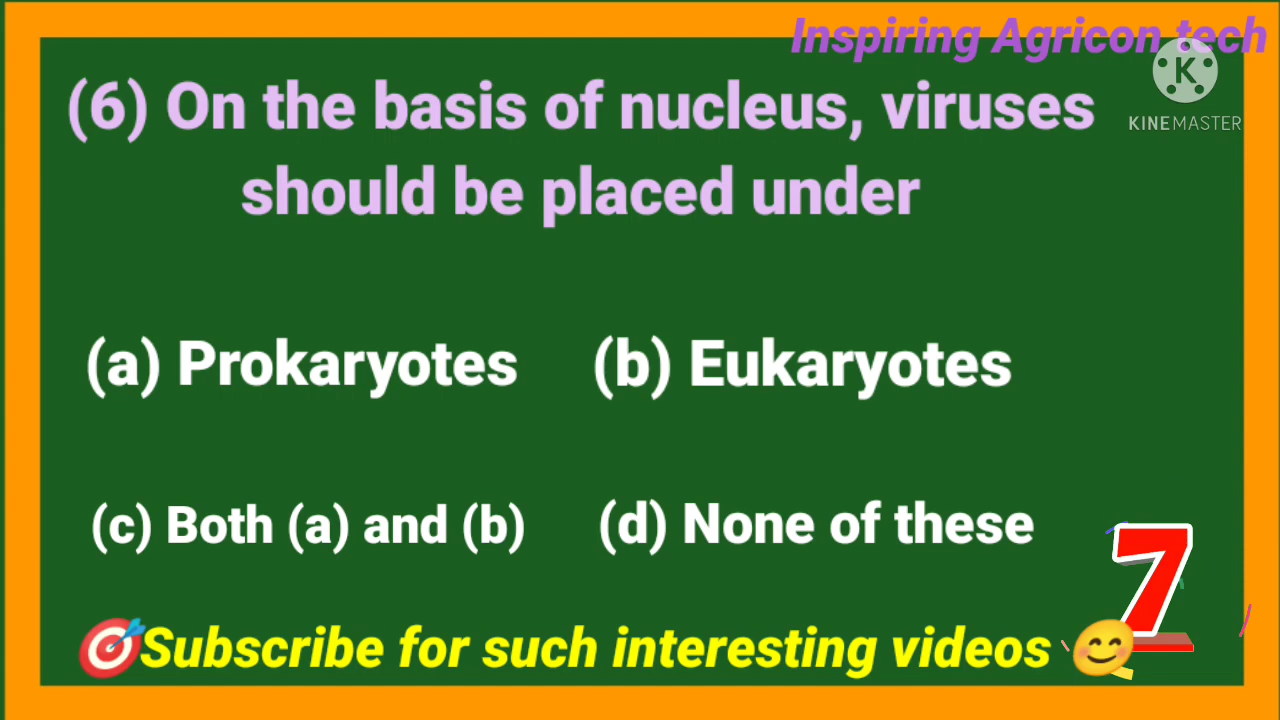 Inspiring Agricon tech
K
KINEMASTER
(6) On the basis of nucleus, viruses
should be placed under
(a) Prokaryotes (b) Eukaryotes
(c) Both (a) and (b) (d) None of these
7
🎯Subscribe for such interesting videos 😊